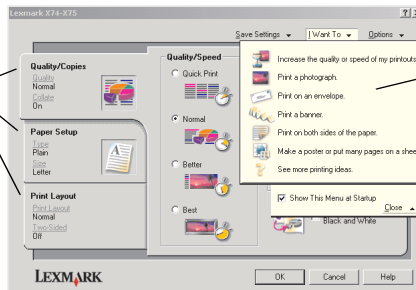 Lexmark X74-X75
Save Settings
I Want To
Options
Quality/Copies
Quality
Normal
Collate
On
Paper Setup
Type
Plain
Size
Letter
Print Layout
Print Layout
Normal
Two-Sided
Off
Quality/Speed
Quick Print
Normal
Better
Best
Increase the quality or speed of my printouts
Print a photograph.
Print on an envelope.
Print a banner.
Print on both sides of the paper.
Make a poster or put many pages on a shee
See more printing ideas.
Show This Menu at Startup
Close
Black and White
LEXMARK
OK
Cancel
Help